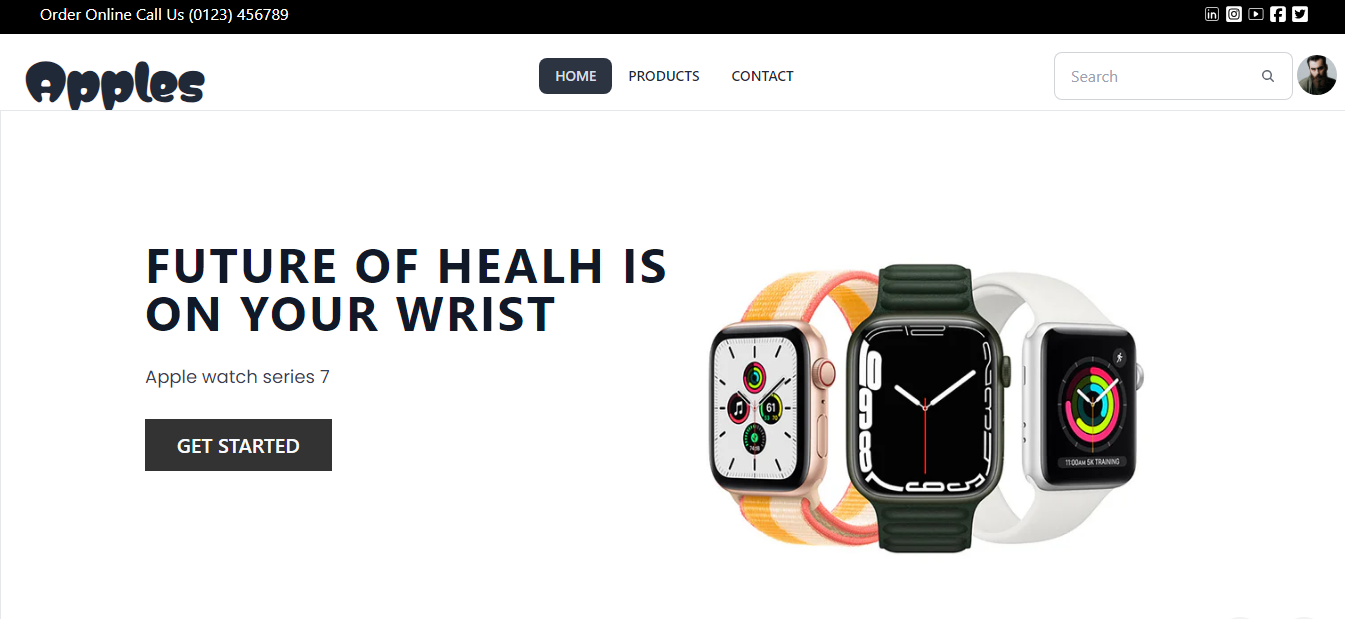 Order Online Call Us (0123) 456789
Apples
HOME PRODUCTS CONTACT
Search
FUTURE OF HEALH IS
ON YOUR WRIST
Apple watch series 7
GET STARTED
61
11:00AM 5K TRAINING